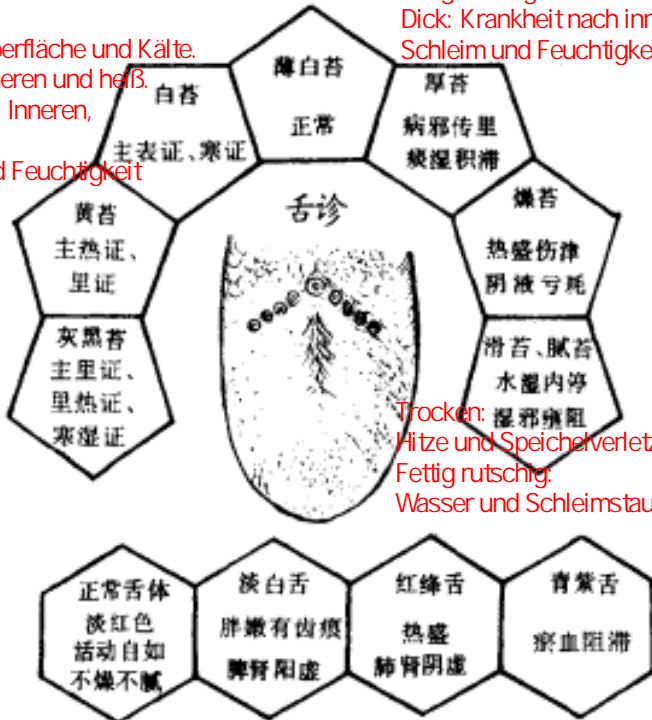 Dick: Krankheit nach inn
Schleim und Feuchtigke
erfläche und Kälte.
eren und heiß.
Inneren,
d Feuchtigkeit
薄白苔
正常
白苔
主表证、寒证
厚苔
病邪传里
痰湿积滞
黄苔
主热证、
里证
舌诊
燥苔
热盛伤津
阴液亏耗
灰黑苔
主里证、
里热证、
寒湿证
滑苔、腻苔
水湿内停
湿邪壅阻
Trocken:
Hitze und Speichelverletz
Fettig rutschig:
Wasser und Schleimstau
正常舌体
淡红色
活动自如
不燥不腻
淡白舌
胖嫩有齿痕
脾肾阳虚
红绛舌
热盛
肺肾阴虚
青紫舌
瘀血阻滞